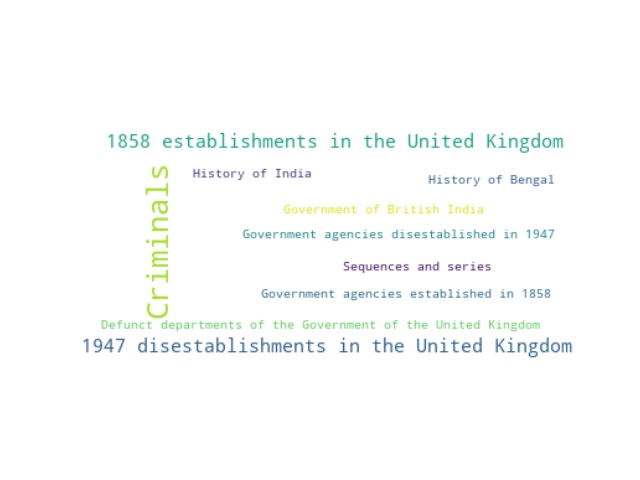 1858 establishments in the United Kingdom
Criminals
History of India
History of Bengal
Government of British India
Government agencies disestablished in 1947
Sequences and series
Government agencies established in 1858
Defunct departments of the Government of the United Kingdom
1947 disestablishments in the United Kingdom